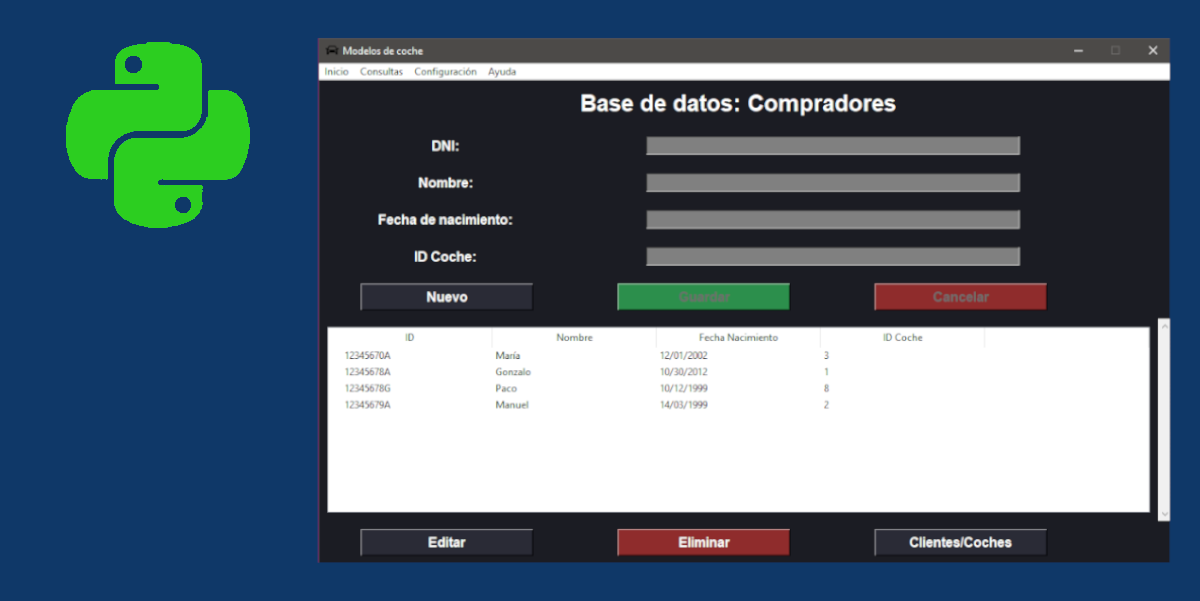 Modelos de coche
Inicio Consultas Configuración Ayuda
Base de datos: Compradores
DNI:
Nombre:
Fecha de nacimiento:
ID Coche:
Nuevo Guardar Cancelar
ID Nombre Fecha Nacimiento ID Coche
12345670A María 12/01/2002 3
12345678A Gonzalo 10/30/2012 1
12345678G Paco 10/12/1999 8
12345679A Manuel 14/03/1999 2
Editar Eliminar Clientes/Coches